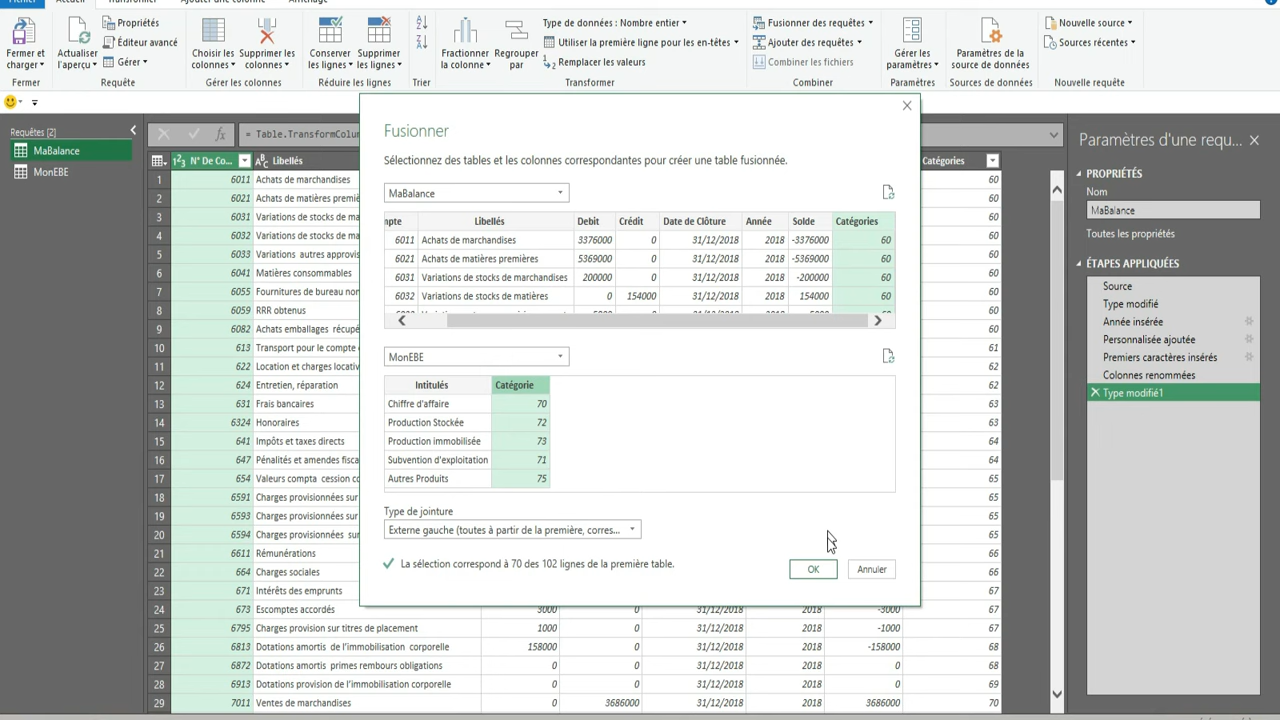 Fichier
Accueil
Transformer
Ajouter une colonne
Affichage
Fermer et
charger
Fermer
Actualiser
l'aperçu
Propriétés
Éditeur avancé
Gérer
Requête
Choisir les
colonnes
Supprimer les
colonnes
Gérer les colonnes
Conserver
les lignes
Supprimer
les lignes
Réduire les lignes
Trier
Fractionner
la colonne
Regrouper
par
Type de données : Nombre entier
Utiliser la première ligne pour les en-têtes
Remplacer les valeurs
Transformer
Fusionner des requêtes
Ajouter des requêtes
Combiner les fichiers
Combiner
Gérer les
paramètres
Paramètres
Paramètres de la
source de données
Sources de données
Nouvelle source
Sources récentes
Nouvelle requête
Requêtes [2]
MaBalance
MonEBE
= Table.TransformColum
N° De Co... Libellés Catégories
1 6011 Achats de marchandises 60
2 6021 Achats de matières premiè 60
3 6031 Variations de stocks de ma 60
4 6032 Variations de stocks de ma 60
5 6033 Variations autres approvis 60
6 6041 Matières consommables 60
7 6055 Fournitures de bureau non 60
8 6059 RRR obtenus 60
9 6082 Achats emballages récupé 60
10 613 Transport pour le compte 61
11 622 Location et charges locativ 62
12 624 Entretien, réparation 62
13 631 Frais bancaires 63
14 6324 Honoraires 63
15 641 Impôts et taxes directs 64
16 647 Pénalités et amendes fisca 64
17 654 Valeurs compta cession co 65
18 6591 Charges provisionnées sur 65
19 6593 Charges provisionnées sur 65
20 6594 Charges provisionnées sur 65
21 6611 Rémunérations 66
22 664 Charges sociales 66
23 671 Intérêts des emprunts 67
24 673 Escomptes accordés 3000 0 31/12/2018 2018 -3000 67
25 6795 Charges provision sur titres de placement 1000 0 31/12/2018 2018 -1000 67
26 6813 Dotations amortis de l'immobilisation corporelle 158000 0 31/12/2018 2018 -158000 68
27 6872 Dotations amortis primes rembours obligations 0 0 31/12/2018 2018 0 68
28 6913 Dotations provision de l'immobilisation corporelle 0 0 31/12/2018 2018 0 69
29 7011 Ventes de marchandises 0 3686000 31/12/2018 2018 3686000 70
Fusionner
Sélectionnez des tables et les colonnes correspondantes pour créer une table fusionnée.
MaBalance
npte Libellés Debit Crédit Date de Clôture Année Solde Catégories
6011 Achats de marchandises 3376000 0 31/12/2018 2018 -3376000 60
6021 Achats de matières premières 5369000 0 31/12/2018 2018 -5369000 60
6031 Variations de stocks de marchandises 200000 0 31/12/2018 2018 -200000 60
6032 Variations de stocks de matières 0 154000 31/12/2018 2018 154000 60
MonEBE
Intitulés Catégorie
Chiffre d'affaire 70
Production Stockée 72
Production immobilisée 73
Subvention d'exploitation 71
Autres Produits 75
Type de jointure
Externe gauche (toutes à partir de la première, corres...
La sélection correspond à 70 des 102 lignes de la première table.
OK
Annuler
Paramètres d'une requ...
PROPRIÉTÉS
Nom
MaBalance
Toutes les propriétés
ÉTAPES APPLIQUÉES
Source
Type modifié
Année insérée
Personnalisée ajoutée
Premiers caractères insérés
Colonnes renommées
Type modifié1